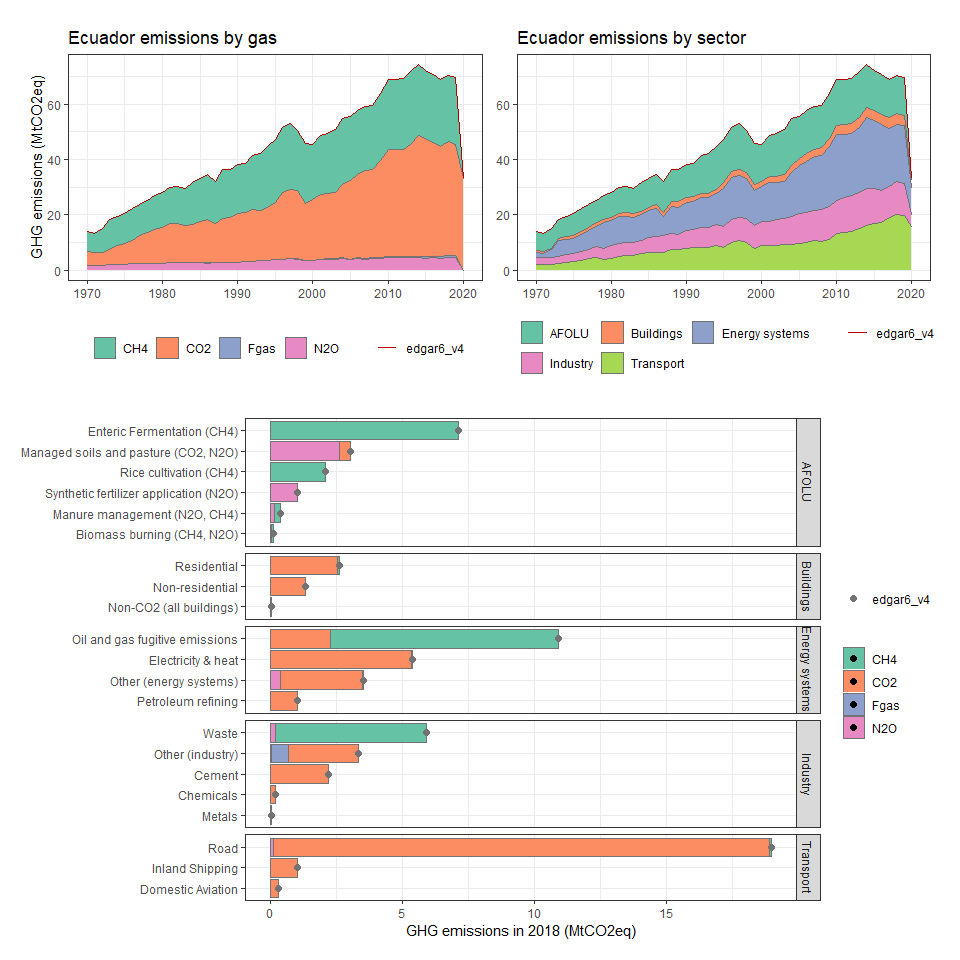 Ecuador emissions by gas
Ecuador emissions by sector
GHG emissions (MtCO2eq)
60
40
20
0
1970 1980 1990 2000 2010 2020
60
40
20
0
1970 1980 1990 2000 2010 2020
CH4 CO2 Fgas N2O edgar6_v4
AFOLU Buildings Energy systems edgar6_v4
Industry Transport
Enteric Fermentation (CH4)
Managed soils and pasture (CO2, N2O)
Rice cultivation (CH4)
Synthetic fertilizer application (N2O)
Manure management (N2O, CH4)
Biomass burning (CH4, N2O)
AFOLU
Residential
Non-residential
Non-CO2 (all buildings)
Buildings
Oil and gas fugitive emissions
Electricity & heat
Other (energy systems)
Petroleum refining
Energy systems
Waste
Other (industry)
Cement
Chemicals
Metals
Industry
Road
Inland Shipping
Domestic Aviation
Transport
0 5 10 15
GHG emissions in 2018 (MtCO2eq)
edgar6_v4
CH4
CO2
Fgas
N2O